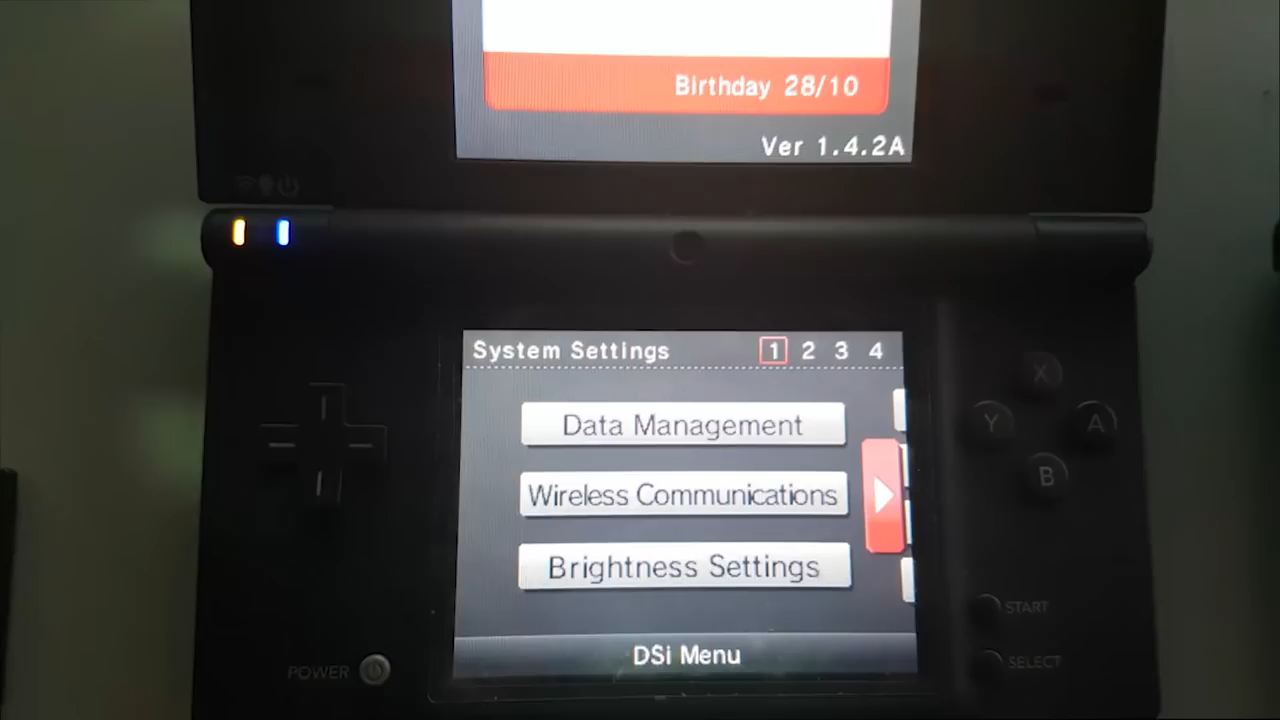 Birthday 28/10
Ver 1.4.2A
System Settings 1 2 3 4
Data Management
Wireless Communications
Brightness Settings
DSi Menu
X
Y A
B
START
SELECT
POWER